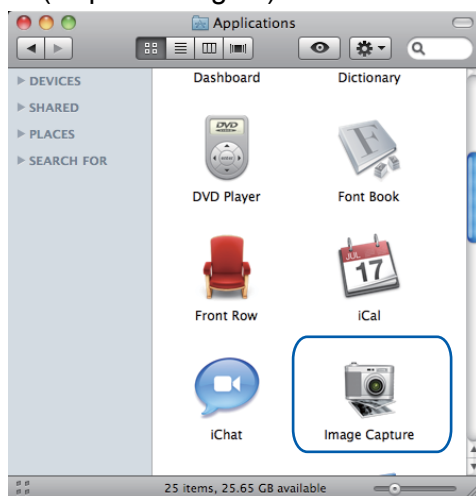 Applications
DEVICES
SHARED
PLACES
SEARCH FOR
Dashboard Dictionary
DVD
MENU
F
DVD Player Font Book
JUL
17
Front Row iCal
iChat Image Capture
25 items, 25.65 GB available